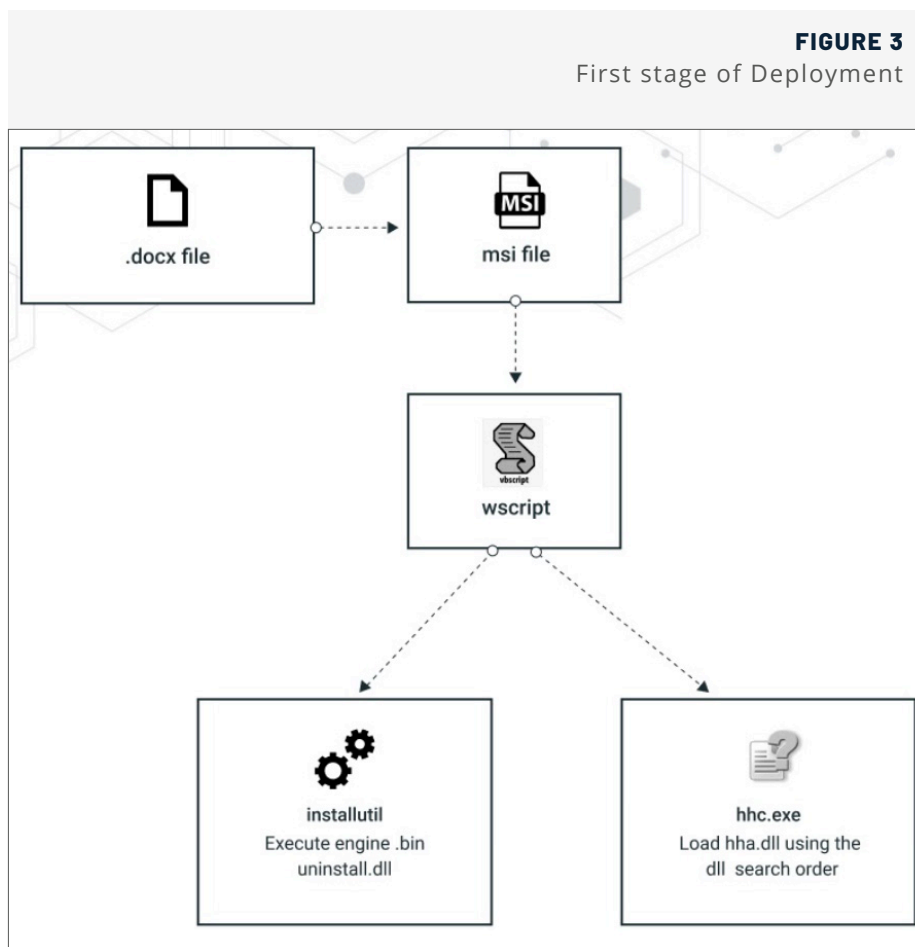 FIGURE 3
First stage of Deployment
.docx file
MSI
msi file
vbscript
wscript
installutil
Execute engine .bin
uninstall.dll
hhc.exe
Load hha.dll using the
dll search order